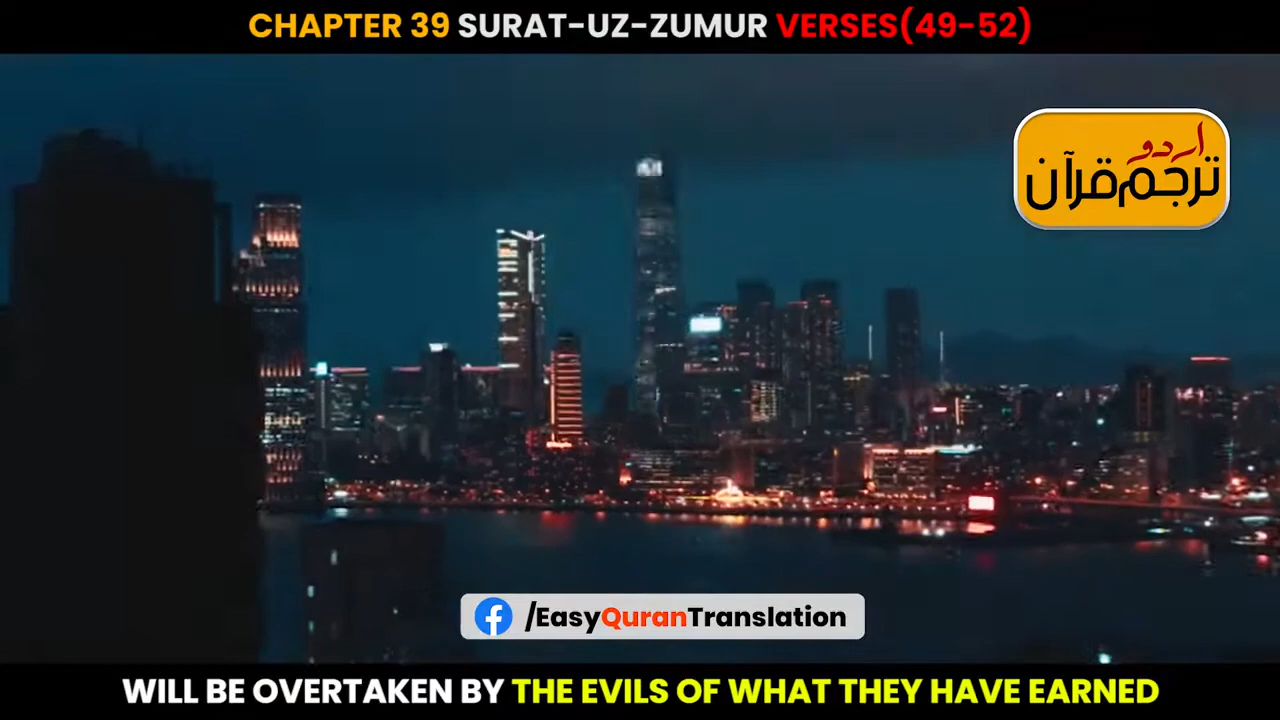 CHAPTER 39 SURAT-UZ-ZUMUR VERSES(49-52)
اردو
ترجم قرآن
/EasyQuranTranslation
WILL BE OVERTAKEN BY THE EVILS OF WHAT THEY HAVE EARNED